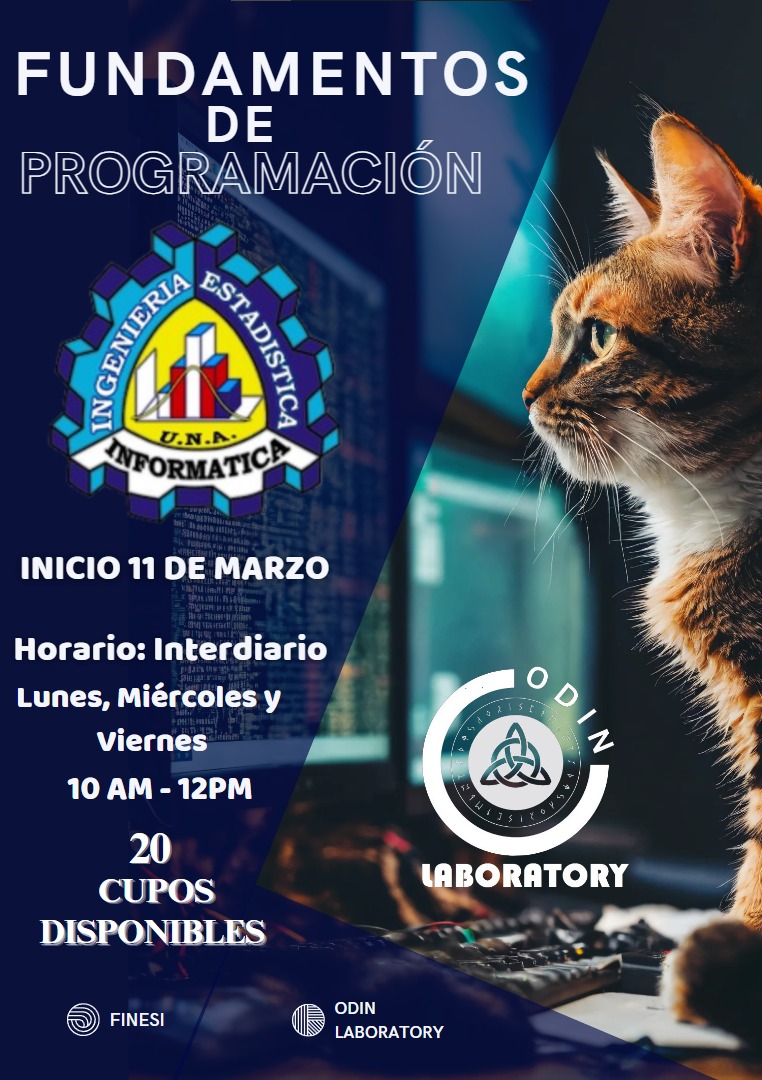 FUNDAMENTOS
DE
PROGRAMACIÓN
INGENIERIA
ESTADISTICA
U.N.A.
INFORMATICA
INICIO 11 DE MARZO
Horario: Interdiario
Lunes, Miércoles y
Viernes
10 AM - 12PM
20
CUPOS
DISPONIBLES
ODIN
LABORATORY
FINESI
ODIN
LABORATORY